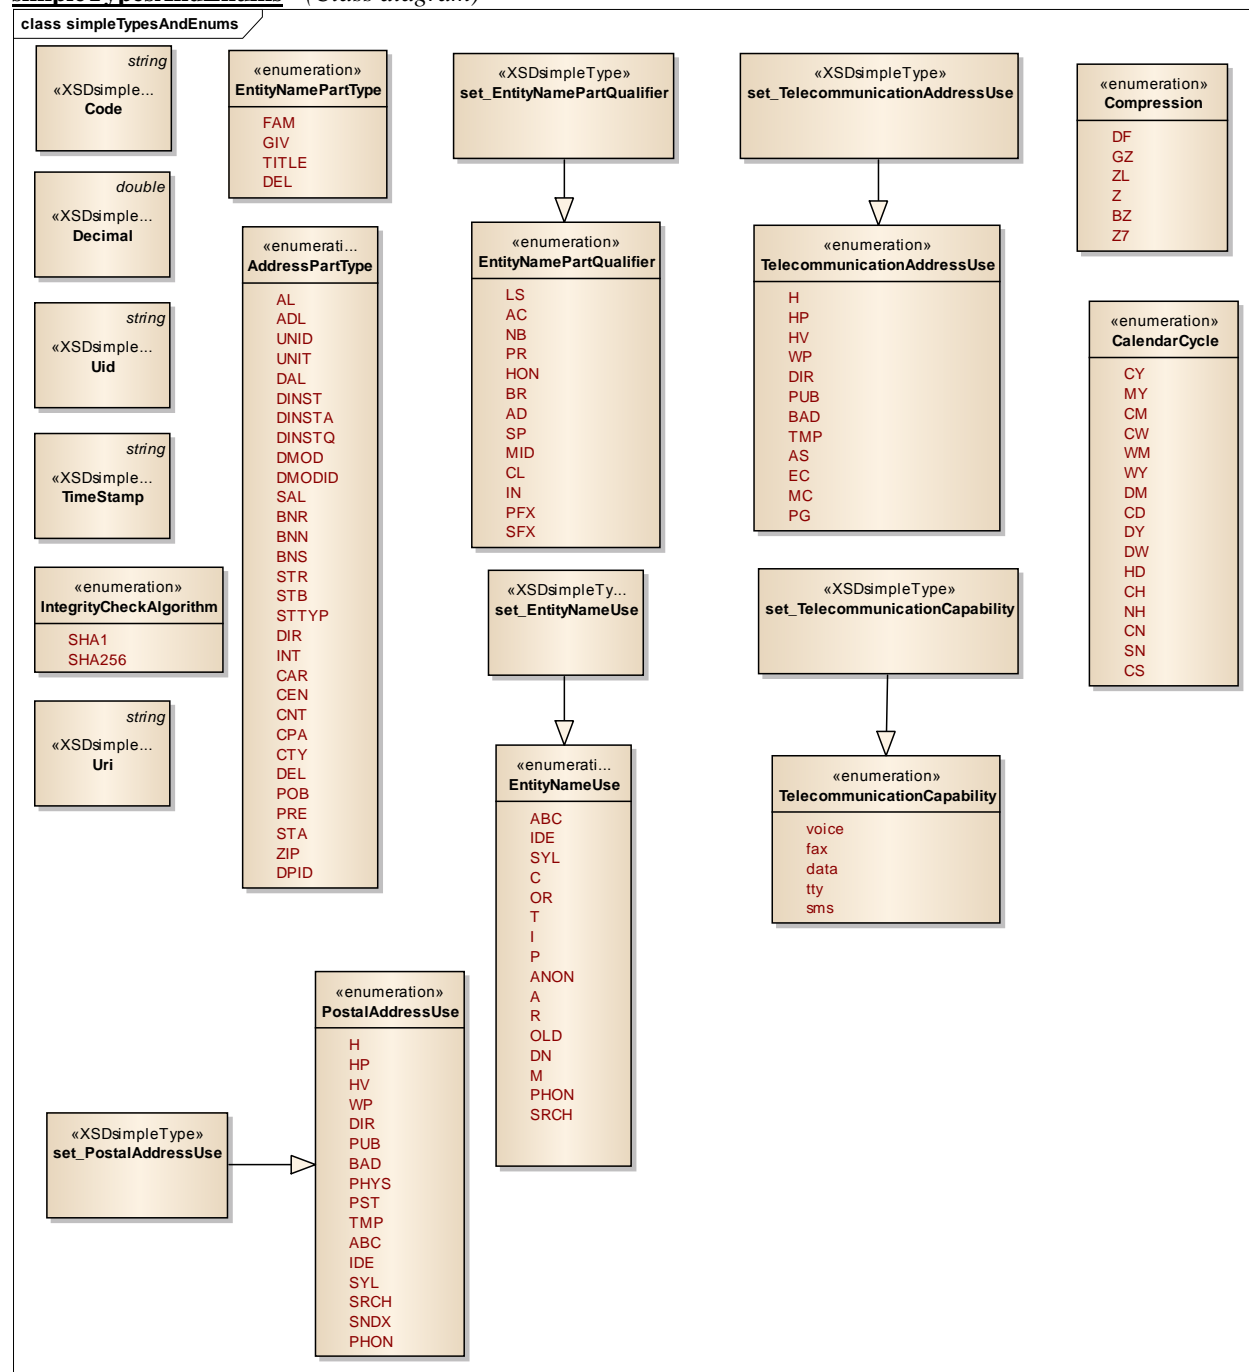 (Class diagram)
class simpleTypesAndEnums
string
«XSDsimple...
Code
double
«XSDsimple...
Decimal
string
«XSDsimple...
Uid
string
«XSDsimple...
TimeStamp
«enumeration»
IntegrityCheckAlgorithm
SHA1
SHA256
string
«XSDsimple...
Uri
«enumeration»
EntityNamePartType
FAM
GIV
TITLE
DEL
«enumerati...
AddressPartType
AL
ADL
UNID
UNIT
DAL
DINST
DINSTA
DINSTQ
DMOD
DMODID
SAL
BNR
BNN
BNS
STR
STB
STTYP
DIR
INT
CAR
CEN
CNT
CPA
CTY
DEL
POB
PRE
STA
ZIP
DPID
«XSDsimpleType»
set_EntityNamePartQualifier
«enumeration»
EntityNamePartQualifier
LS
AC
NB
PR
HON
BR
AD
SP
MID
CL
IN
PFX
SFX
«XSDsimpleTy...
set_EntityNameUse
«enumerati...
EntityNameUse
ABC
IDE
SYL
C
OR
T
I
P
ANON
A
R
OLD
DN
M
PHON
SRCH
«XSDsimpleType»
set_TelecommunicationAddressUse
«enumeration»
TelecommunicationAddressUse
H
HP
HV
WP
DIR
PUB
BAD
TMP
AS
EC
MC
PG
«XSDsimpleType»
set_TelecommunicationCapability
«enumeration»
TelecommunicationCapability
voice
fax
data
tty
sms
«enumeration»
Compression
DF
GZ
ZL
Z
BZ
Z7
«enumeration»
CalendarCycle
CY
MY
CM
CW
WM
WY
DM
CD
DY
DW
HD
CH
NH
CN
SN
CS
«XSDsimpleType»
set_PostalAddressUse
«enumeration»
PostalAddressUse
H
HP
HV
WP
DIR
PUB
BAD
PHYS
PST
TMP
ABC
IDE
SYL
SRCH
SNDX
PHON